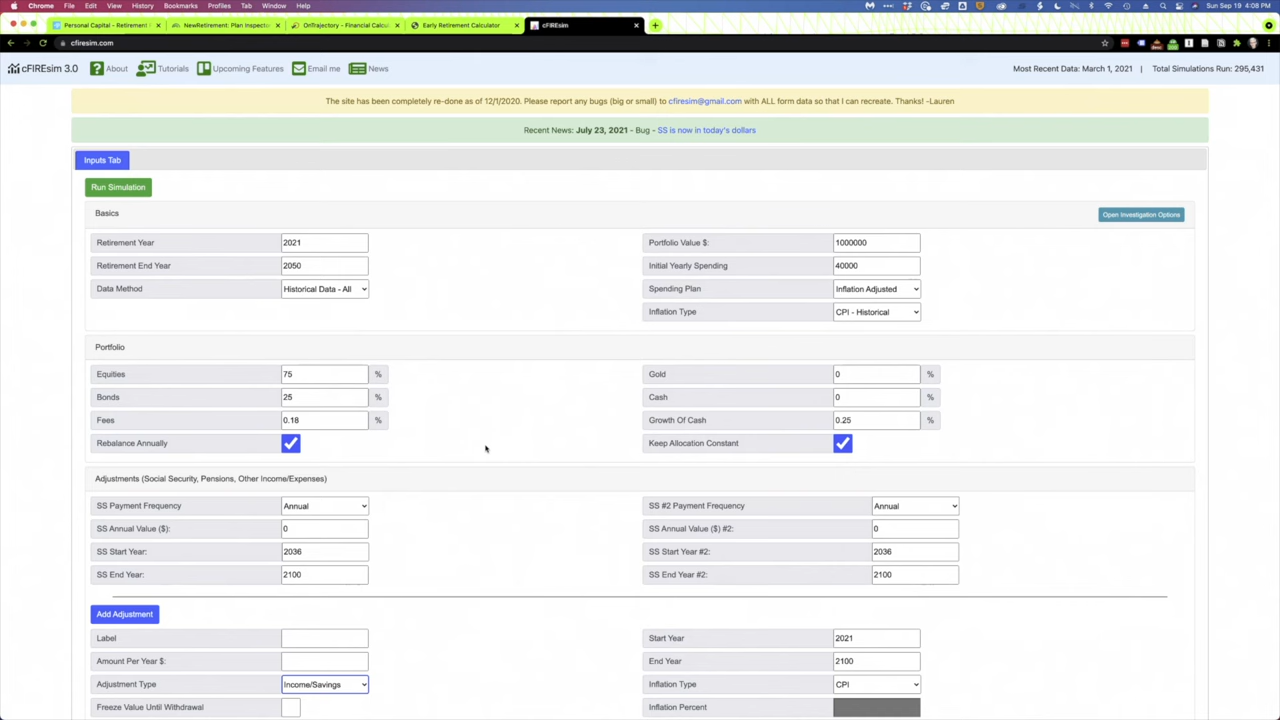 Chrome File Edit View History Bookmarks Profiles Tab Window Help Sun Sep 19 4:08 PM
Personal Capital - Retirement NewRetirement: Plan Inspecto OnTrajectory - Financial Calcu Early Retirement Calculator cFIREsim
cfiresim.com
cFIREsim 3.0 About Tutorials Upcoming Features Email me News Most Recent Data: March 1, 2021 | Total Simulations Run: 295,431
The site has been completely re-done as of 12/1/2020. Please report any bugs (big or small) to cfiresim@gmail.com with ALL form data so that I can recreate. Thanks! -Lauren
Recent News: July 23, 2021 - Bug - SS is now in today's dollars
Inputs Tab
Run Simulation
Basics Open Investigation Options
Retirement Year 2021 Portfolio Value $: 1000000
Retirement End Year 2050 Initial Yearly Spending 40000
Data Method Historical Data - All Spending Plan Inflation Adjusted
Inflation Type CPI - Historical
Portfolio
Equities 75 % Gold 0 %
Bonds 25 % Cash 0 %
Fees 0.18 % Growth Of Cash 0.25 %
Rebalance Annually Keep Allocation Constant
Adjustments (Social Security, Pensions, Other Income/Expenses)
SS Payment Frequency Annual SS #2 Payment Frequency Annual
SS Annual Value ($): 0 SS Annual Value ($) #2: 0
SS Start Year: 2036 SS Start Year #2: 2036
SS End Year: 2100 SS End Year #2: 2100
Add Adjustment
Label Start Year 2021
Amount Per Year $: End Year 2100
Adjustment Type Income/Savings Inflation Type CPI
Freeze Value Until Withdrawal Inflation Percent